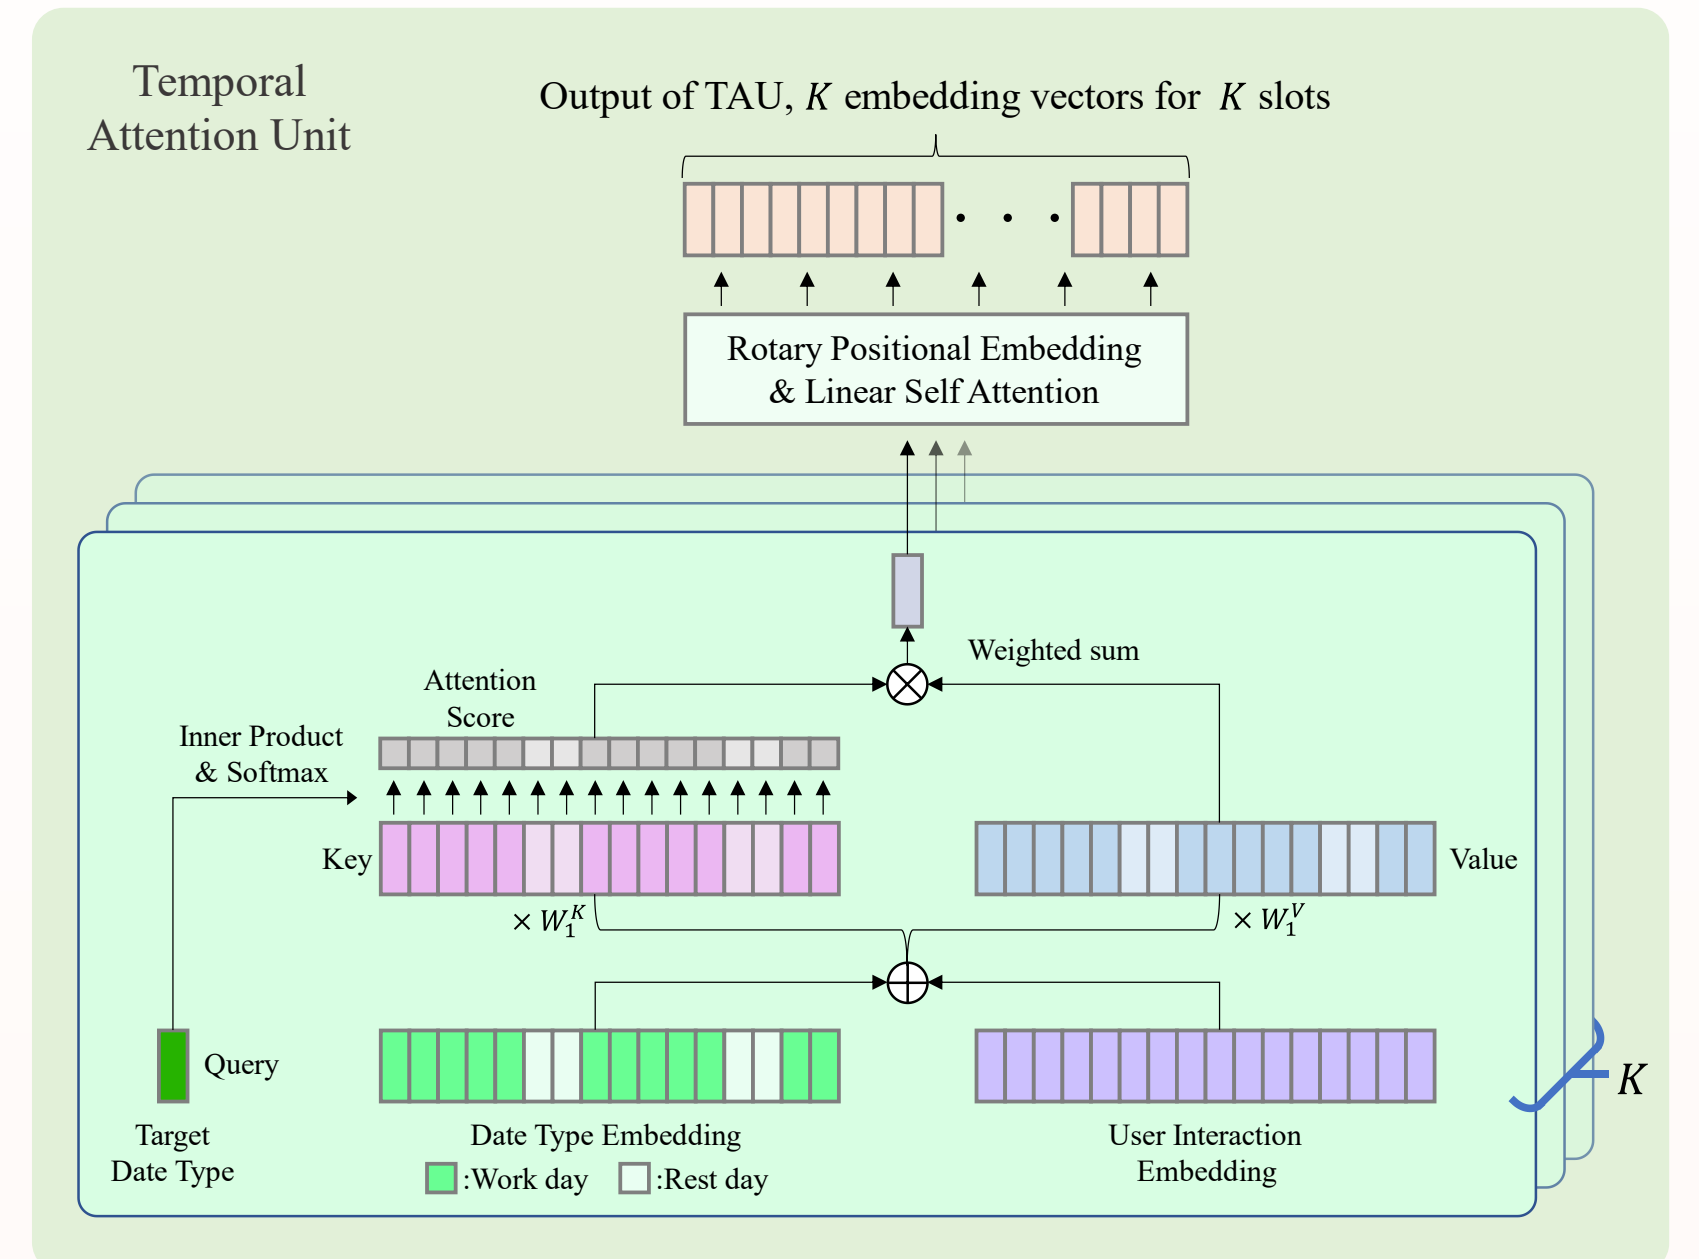 Temporal
Attention Unit
Output of TAU, K embedding vectors for K slots
Rotary Positional Embedding
& Linear Self Attention
Weighted sum
Attention
Score
Inner Product
& Softmax
Key
Value
× W₁ᴷ
× W₁ⱽ
Query
K
Target
Date Type
Date Type Embedding
:Work day
:Rest day
User Interaction
Embedding